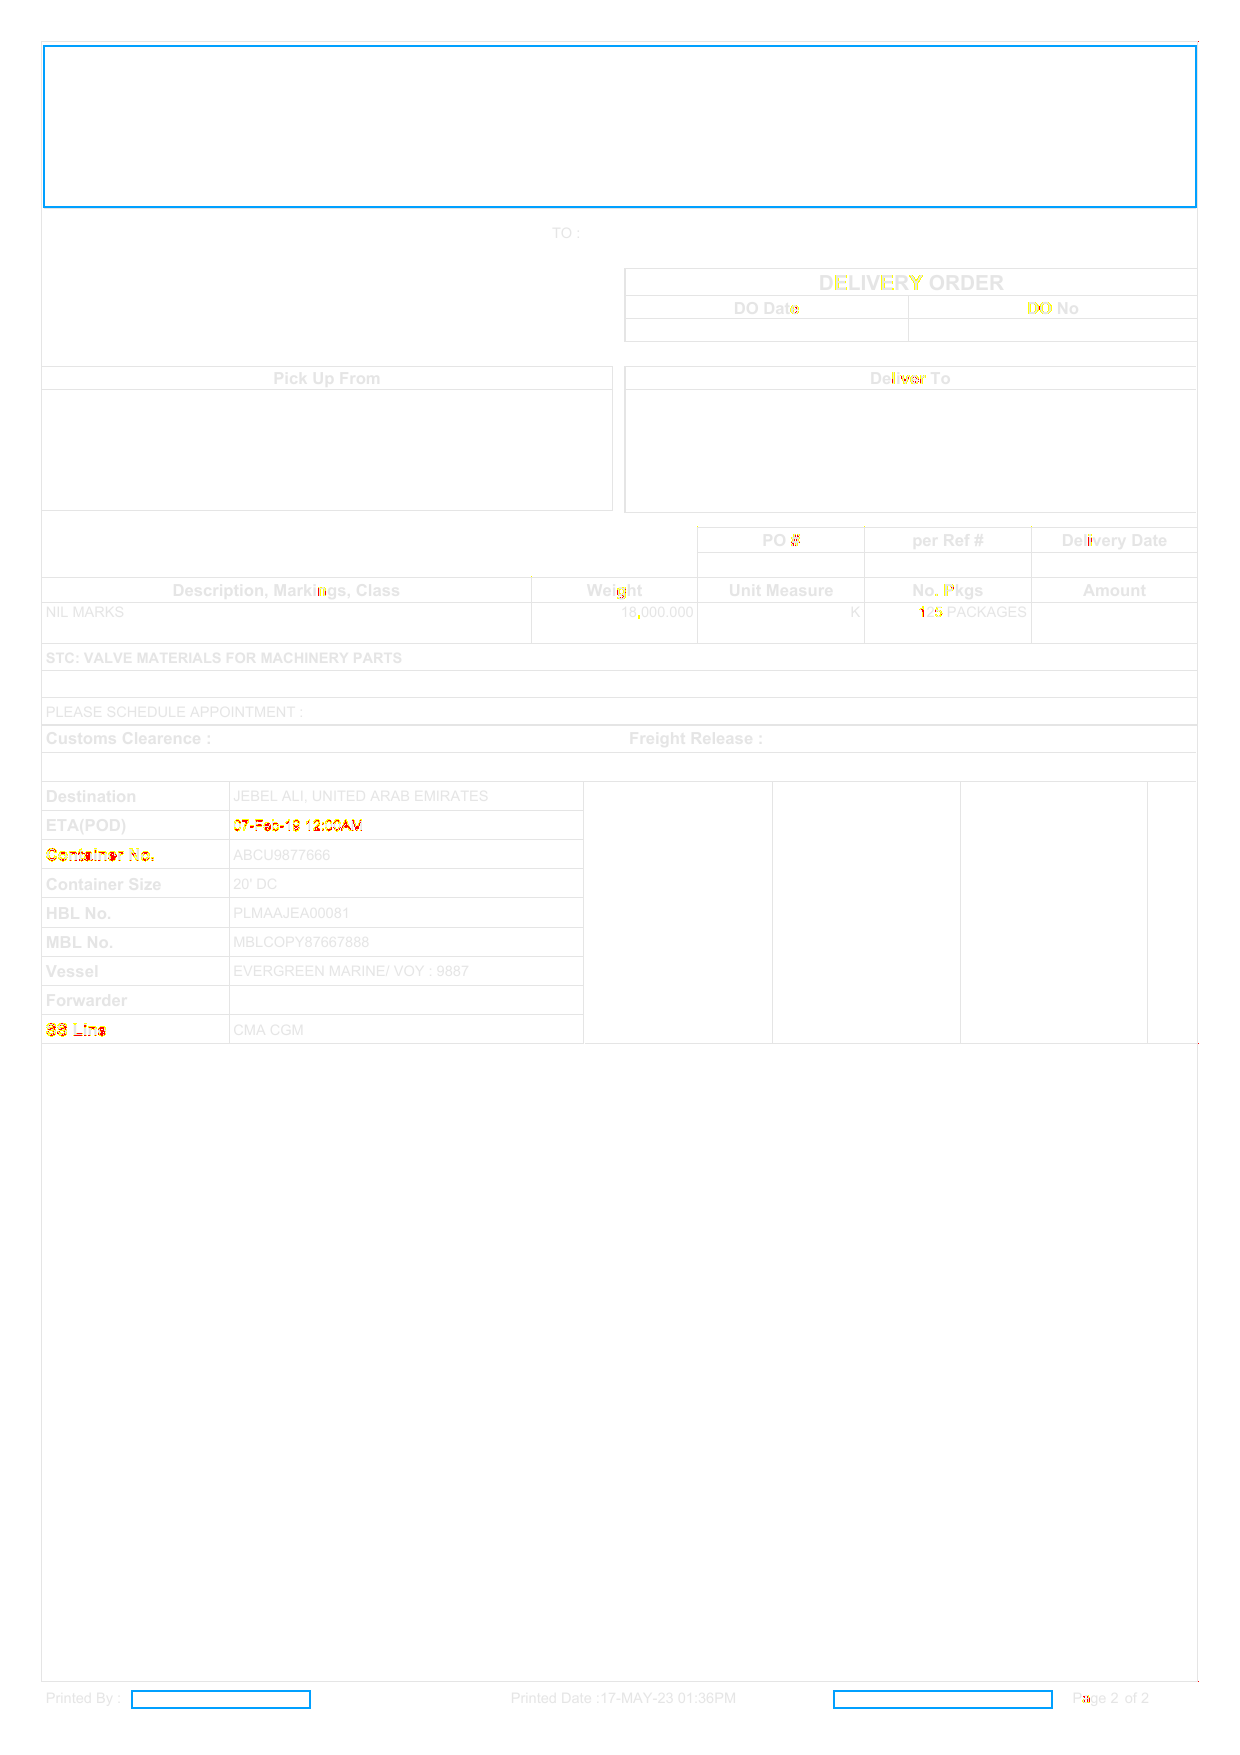 TO :
DELIVERY ORDER
DO Date DO No
Pick Up From Deliver To
PO # per Ref # Delivery Date
Description, Markings, Class Weight Unit Measure No. Pkgs Amount
NIL MARKS 18,000.000 K 125 PACKAGES
STC: VALVE MATERIALS FOR MACHINERY PARTS
PLEASE SCHEDULE APPOINTMENT :
Customs Clearence : Freight Release :
Destination JEBEL ALI, UNITED ARAB EMIRATES
ETA(POD) 07-Feb-19 12:00AM
Container No. ABCU9877666
Container Size 20' DC
HBL No. PLMAAJEA00081
MBL No. MBLCOPY87667888
Vessel EVERGREEN MARINE/ VOY : 9887
Forwarder
SS Line CMA CGM
Printed By : Printed Date :17-MAY-23 01:36PM Page 2 of 2